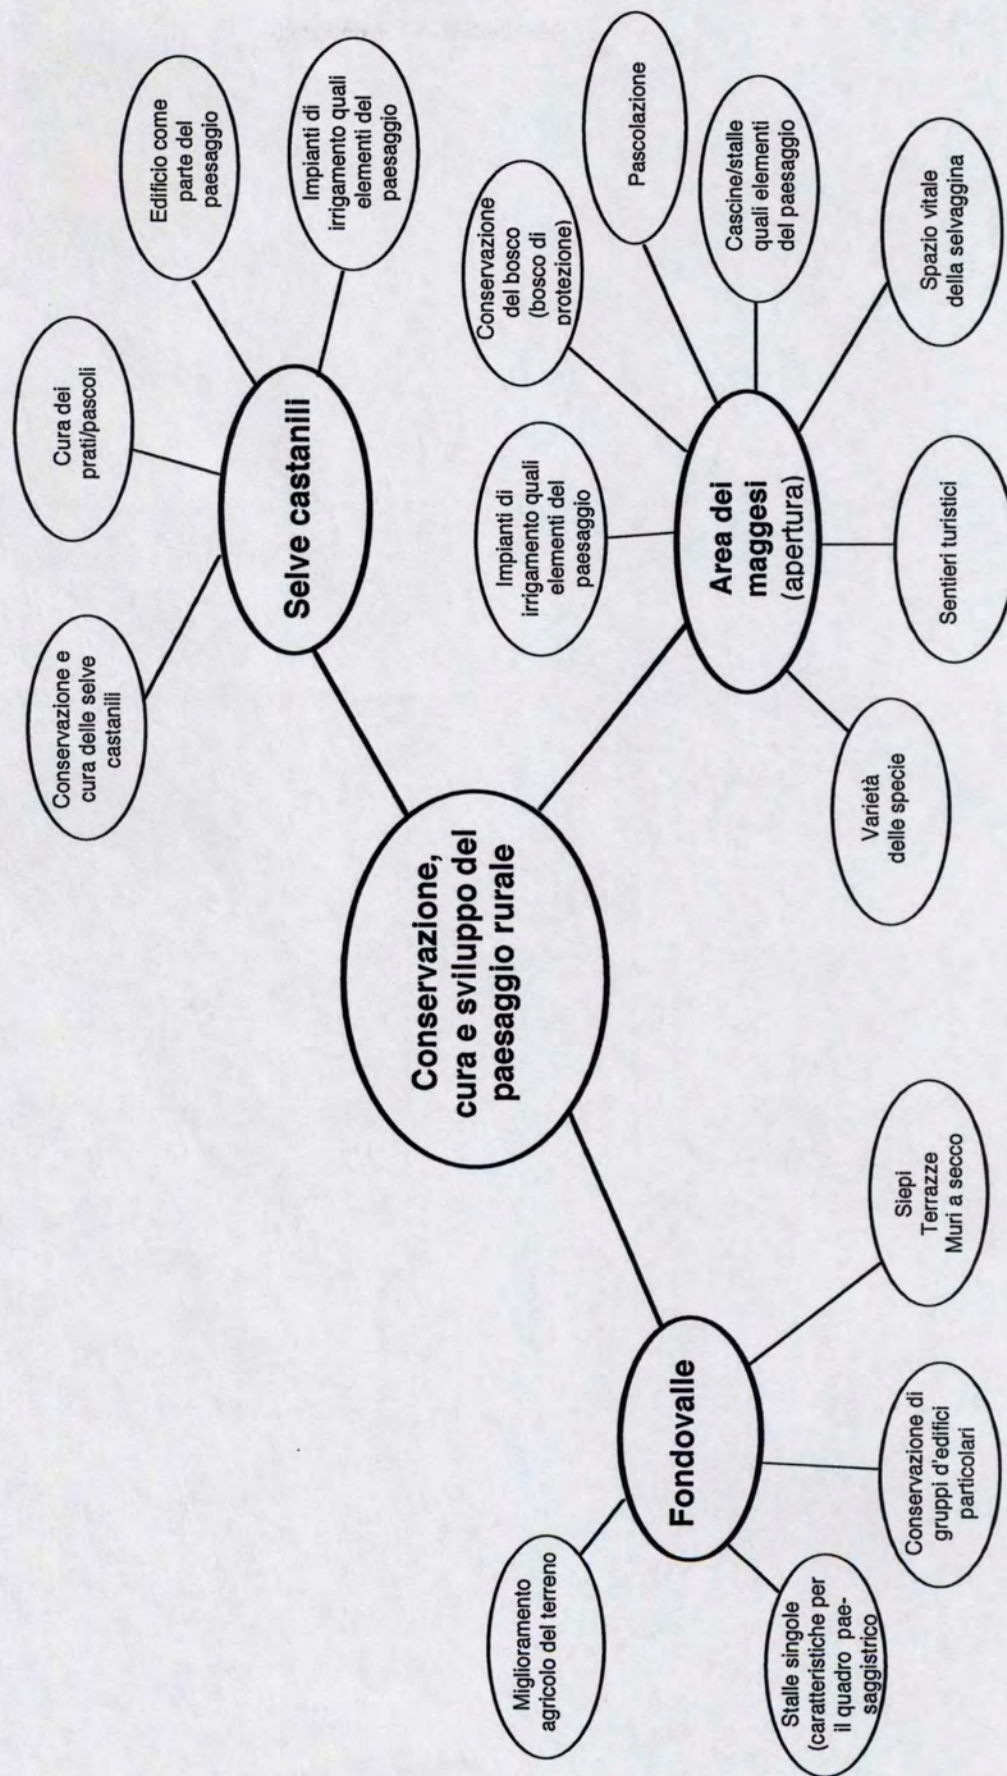 Conservazione e
cura delle selve
castanili
Cura dei
prati/pascoli
Edificio come
parte del
paesaggio
Impianti di
irrigamento quali
elementi del
paesaggio
Selve castanili
Conservazione,
cura e sviluppo del
paesaggio rurale
Impianti di
irrigamento quali
elementi del
paesaggio
Conservazione
del bosco
(bosco di
protezione)
Pascolazione
Cascine/stalle
quali elementi
del paesaggio
Spazio vitale
della selvaggina
Area dei
maggesi
(apertura)
Sentieri turistici
Varietà
delle specie
Fondovalle
Miglioramento
agricolo del terreno
Stalle singole
(caratteristiche per
il quadro pae-
saggistrico
Conservazione di
gruppi d'edifici
particolari
Siepi
Terrazze
Muri a secco